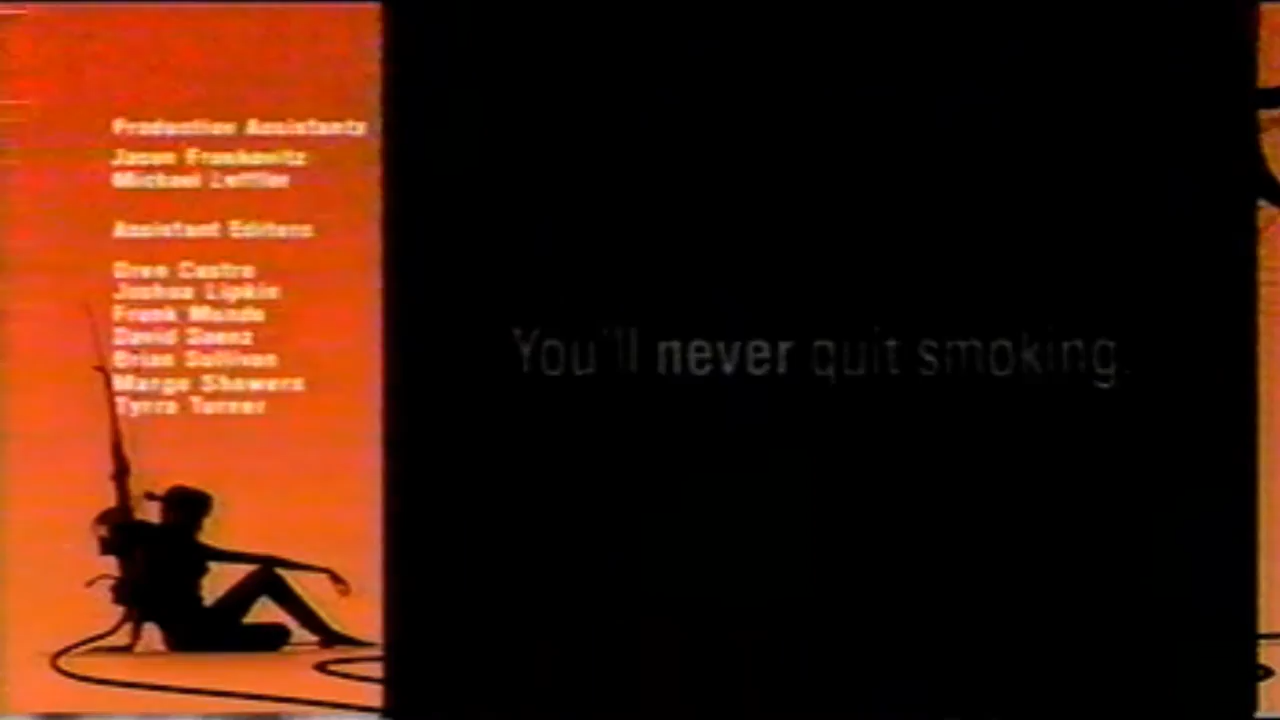 Production Assistants
Jason Frankowitz
Michael Leffler
Assistant Editors
Oren Castro
Joshua Lipkin
Frank Mundo
David Saenz
Brian Sullivan
Marge Showers
Tyrra Turner
You'll never quit smoking.